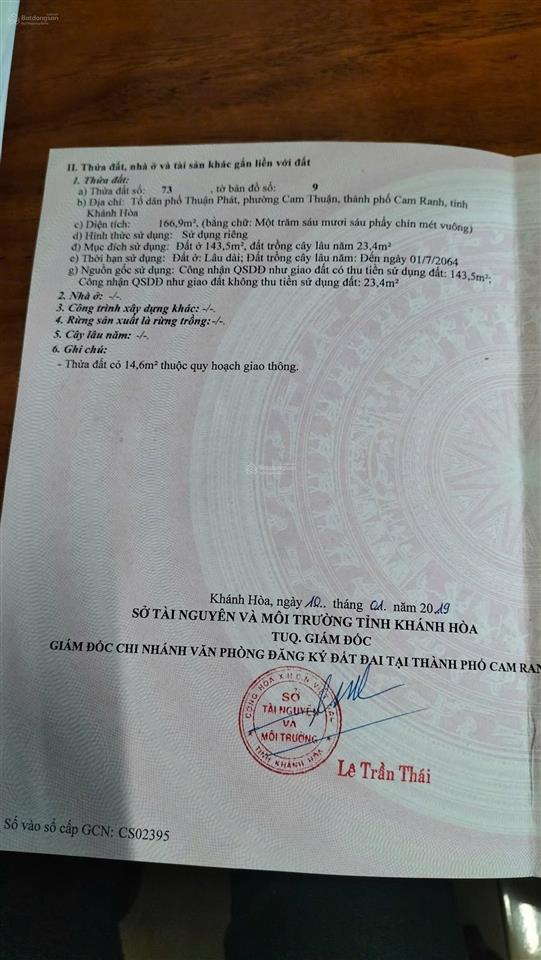 Batdongsan
II. Thửa đất, nhà ở và tài sản khác gắn liền với đất
1. Thửa đất:
a) Thửa đất số: 73 , tờ bản đồ số: 9
b) Địa chỉ: Tổ dân phố Thuận Phát, phường Cam Thuận, thành phố Cam Ranh, tỉnh
Khánh Hòa
c) Diện tích: 166,9m², (bằng chữ: Một trăm sáu mươi sáu phẩy chín mét vuông)
d) Hình thức sử dụng: Sử dụng riêng
đ) Mục đích sử dụng: Đất ở 143,5m², đất trồng cây lâu năm 23,4m²
e) Thời hạn sử dụng: Đất ở: Lâu dài; Đất trồng cây lâu năm: Đến ngày 01/7/2064
g) Nguồn gốc sử dụng: Công nhận QSDĐ như giao đất có thu tiền sử dụng đất: 143,5m²;
Công nhận QSDĐ như giao đất không thu tiền sử dụng đất: 23,4m²
2. Nhà ở: -/-.
3. Công trình xây dựng khác: -/-.
4. Rừng sản xuất là rừng trồng:-/-.
5. Cây lâu năm: -/-.
6. Ghi chú:
- Thửa đất có 14,6m² thuộc quy hoạch giao thông.
Khánh Hòa, ngày 10.. tháng 01. năm 2019
SỞ TÀI NGUYÊN VÀ MÔI TRƯỜNG TỈNH KHÁNH HÒA
TUQ. GIÁM ĐỐC
GIÁM ĐỐC CHI NHÁNH VĂN PHÒNG ĐĂNG KÝ ĐẤT ĐAI TẠI THÀNH PHỐ CAM RAN
SỞ
TÀI NGUYÊN
VÀ
MÔI TRƯỜNG
TỈNH KHÁNH HÒA
Lê Trần Thái
Số vào sổ cấp GCN: CS02395